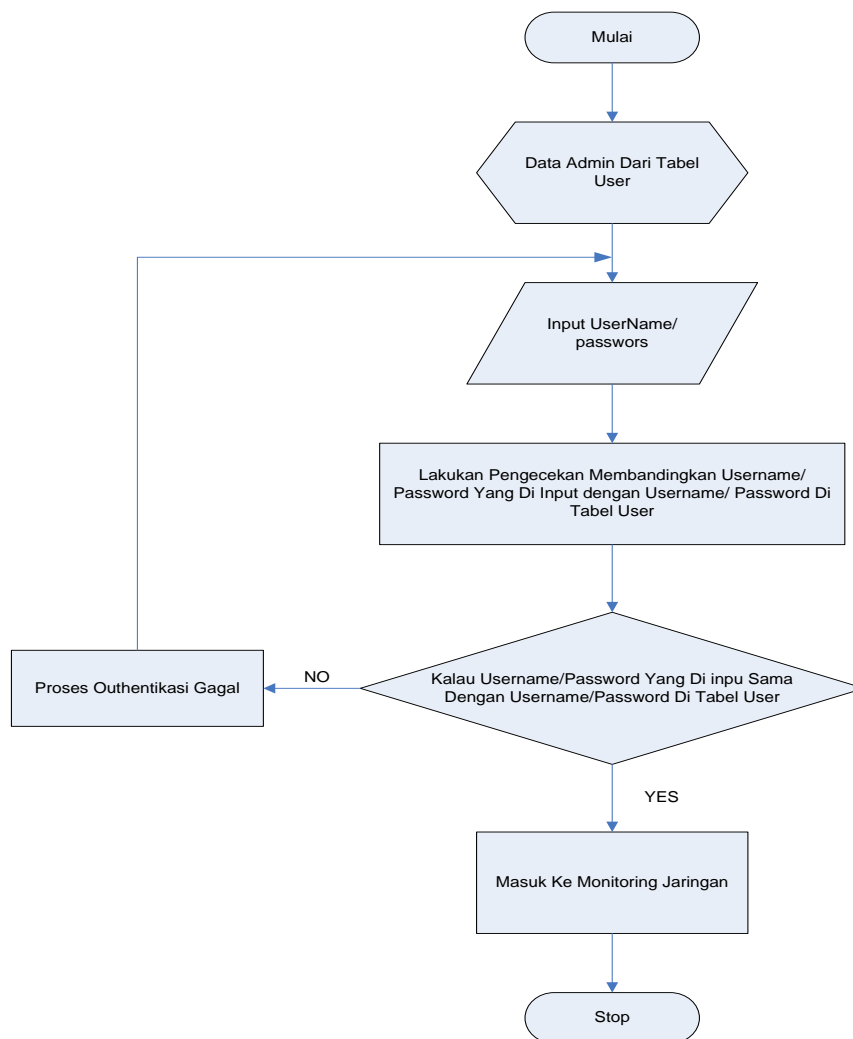 Mulai
Data Admin Dari Tabel
User
Input UserName/
passwors
Lakukan Pengecekan Membandingkan Username/
Password Yang Di Input dengan Username/ Password Di
Tabel User
Kalau Username/Password Yang Di inpu Sama
Dengan Username/Password Di Tabel User
NO
Proses Outhentikasi Gagal
YES
Masuk Ke Monitoring Jaringan
Stop